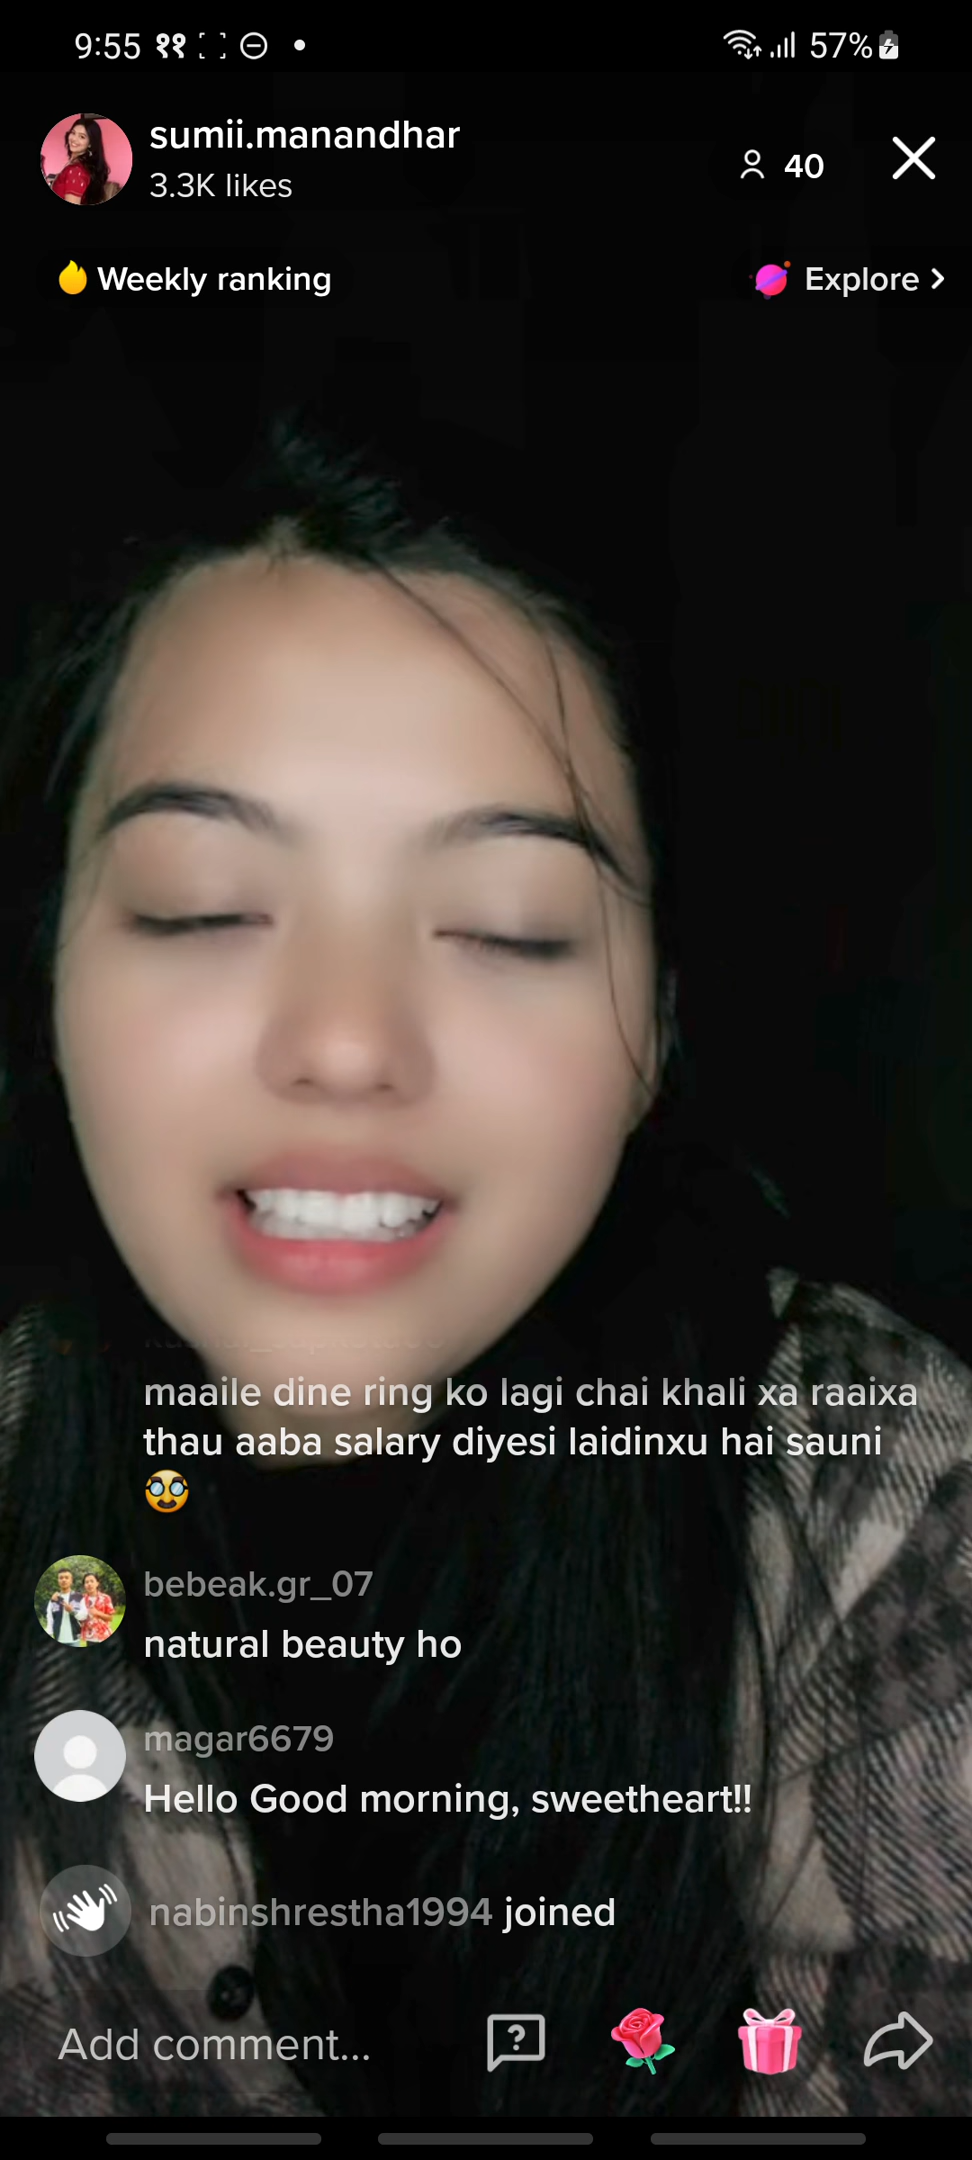 9:55 ११ 57%
sumii.manandhar
3.3K likes
40
Weekly ranking
Explore
maaile dine ring ko lagi chai khali xa raaixa
thau aaba salary diyesi laidinxu hai sauni
🥸
bebeak.gr_07
natural beauty ho
magar6679
Hello Good morning, sweetheart!!
nabinshrestha1994 joined
Add comment...